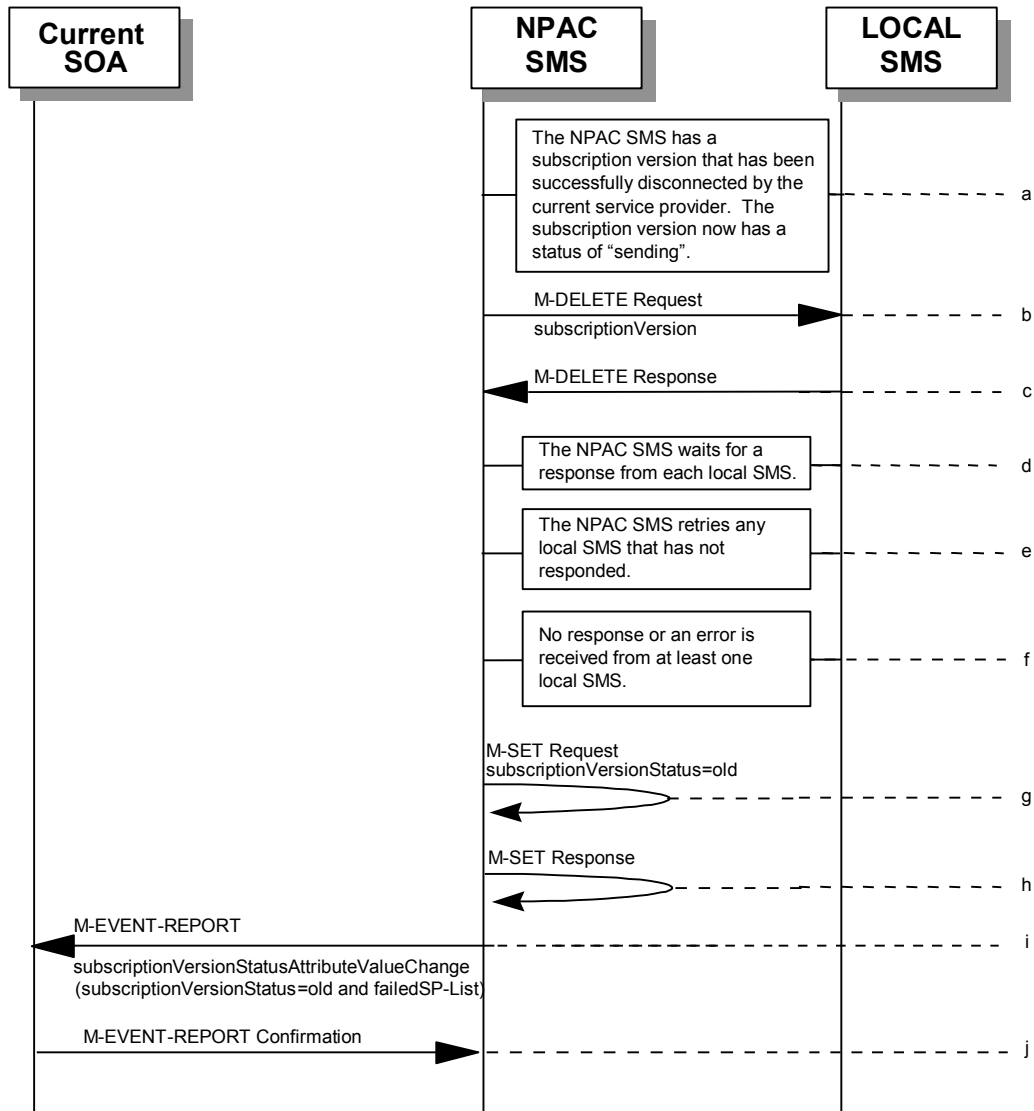 Current
SOA
NPAC
SMS
LOCAL
SMS
The NPAC SMS has a
subscription version that has been
successfully disconnected by the
current service provider. The
subscription version now has a
status of “sending”.
a
M-DELETE Request
subscriptionVersion
b
M-DELETE Response
c
The NPAC SMS waits for a
response from each local SMS.
d
The NPAC SMS retries any
local SMS that has not
responded.
e
No response or an error is
received from at least one
local SMS.
f
M-SET Request
subscriptionVersionStatus=old
g
M-SET Response
h
M-EVENT-REPORT
i
subscriptionVersionStatusAttributeValueChange
(subscriptionVersionStatus=old and failedSP-List)
M-EVENT-REPORT Confirmation
j